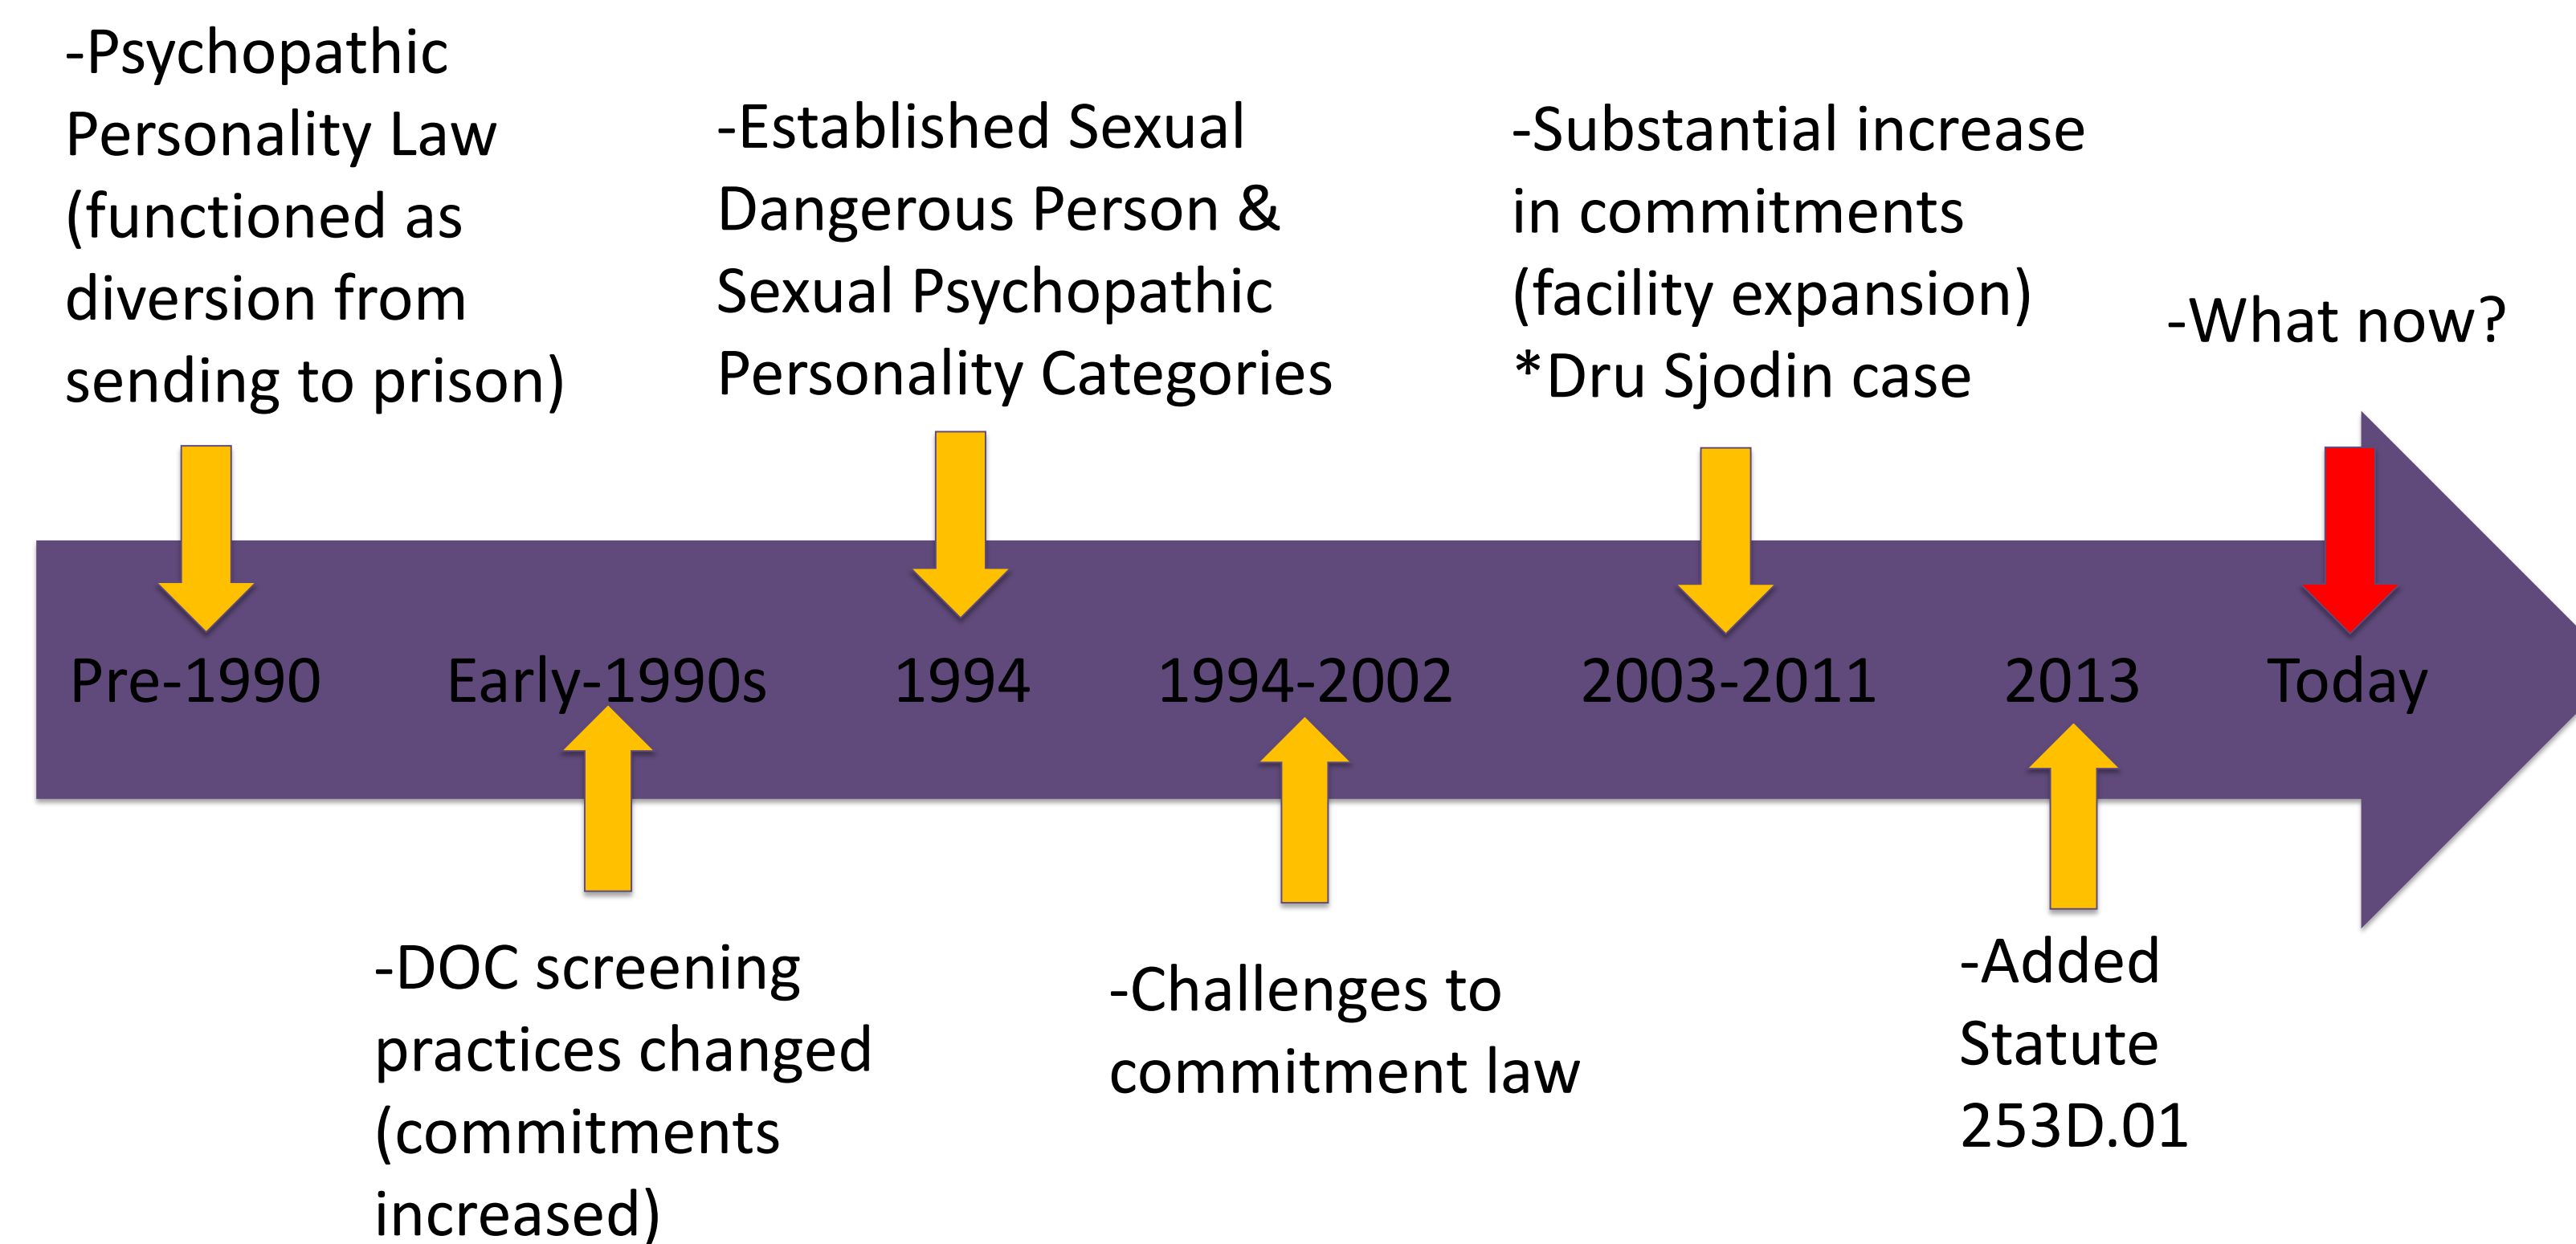 -Psychopathic
Personality Law
(functioned as
diversion from
sending to prison)
-Established Sexual
Dangerous Person &
Sexual Psychopathic
Personality Categories
-Substantial increase
in commitments
(facility expansion)
*Dru Sjodin case
-What now?
Pre-1990
Early-1990s
1994
1994-2002
2003-2011
2013
Today
-DOC screening
practices changed
(commitments
increased)
-Challenges to
commitment law
-Added
Statute
253D.01